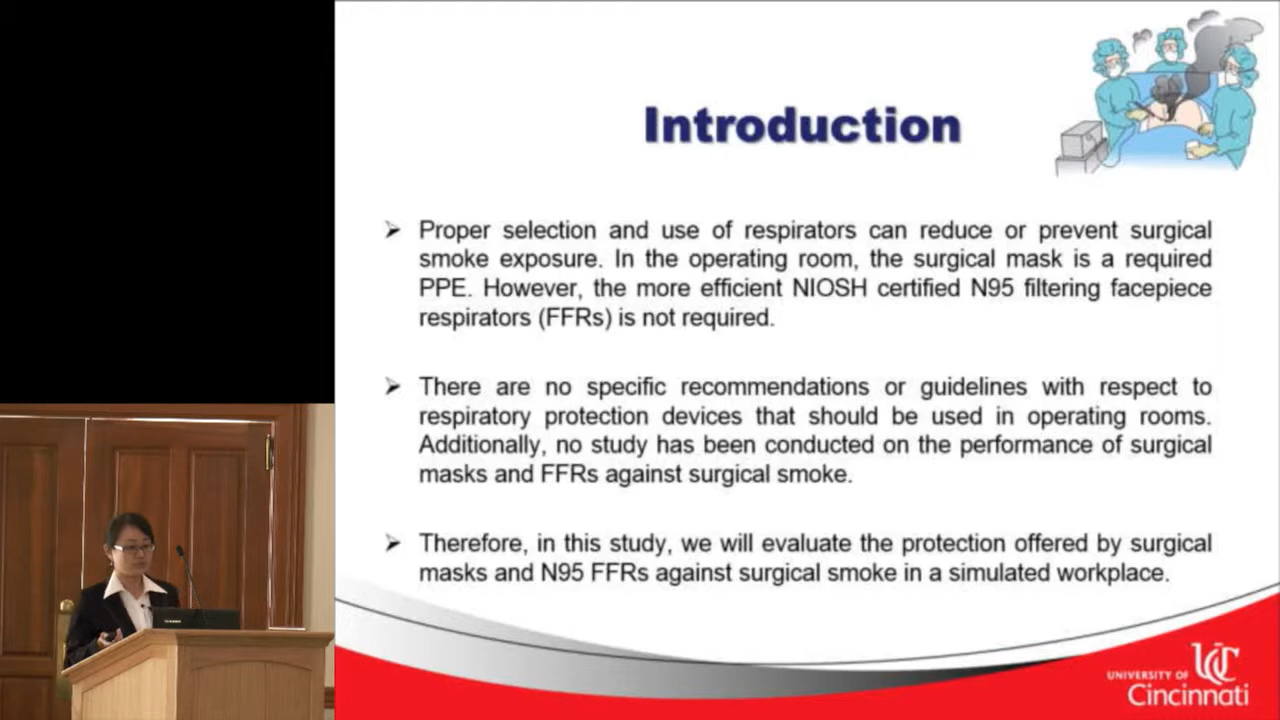 Introduction
Proper selection and use of respirators can reduce or prevent surgical
smoke exposure. In the operating room, the surgical mask is a required
PPE. However, the more efficient NIOSH certified N95 filtering facepiece
respirators (FFRs) is not required.
There are no specific recommendations or guidelines with respect to
respiratory protection devices that should be used in operating rooms.
Additionally, no study has been conducted on the performance of surgical
masks and FFRs against surgical smoke.
Therefore, in this study, we will evaluate the protection offered by surgical
masks and N95 FFRs against surgical smoke in a simulated workplace.
UC
UNIVERSITY OF
Cincinnati